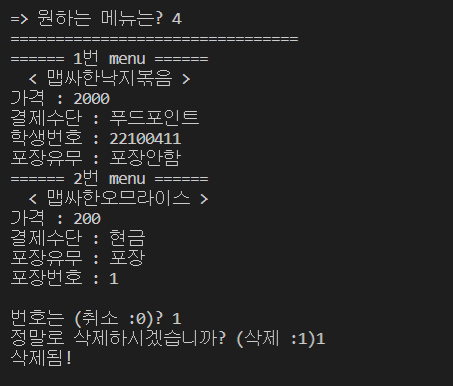 => 원하는 메뉴는? 4
================================
====== 1번 menu ======
< 맵싸한낙지볶음 >
가격 : 2000
결제수단 : 푸드포인트
학생번호 : 22100411
포장유무 : 포장안함
====== 2번 menu ======
< 맵싸한오므라이스 >
가격 : 200
결제수단 : 현금
포장유무 : 포장
포장번호 : 1
번호는 (취소 :0)? 1
정말로 삭제하시겠습니까? (삭제 :1)1
삭제됨!